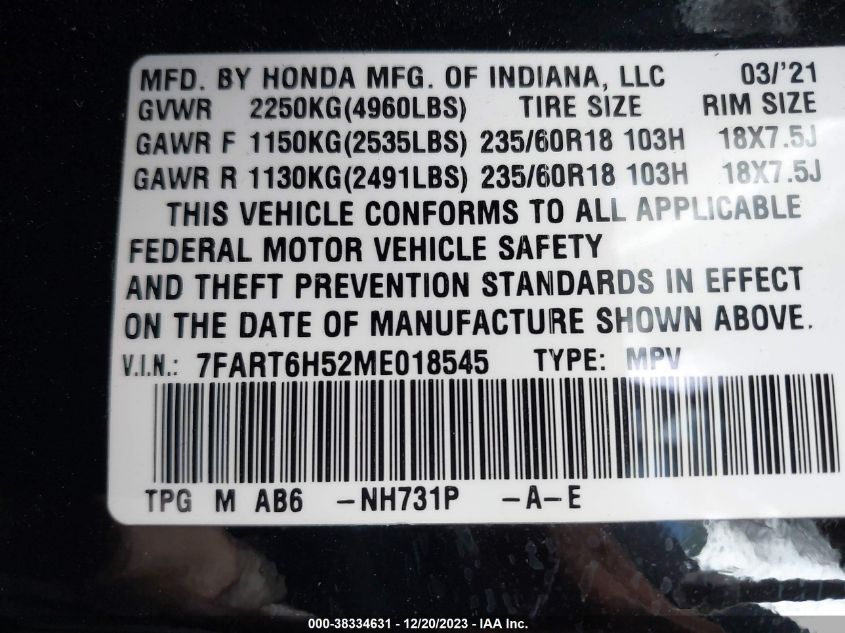 MFD. BY HONDA MFG. OF INDIANA, LLC 03/'21
GVWR 2250KG(4960LBS) TIRE SIZE RIM SIZE
GAWR F 1150KG(2535LBS) 235/60R18 103H 18X7.5J
GAWR R 1130KG(2491LBS) 235/60R18 103H 18X7.5J
THIS VEHICLE CONFORMS TO ALL APPLICABLE
FEDERAL MOTOR VEHICLE SAFETY
AND THEFT PREVENTION STANDARDS IN EFFECT
ON THE DATE OF MANUFACTURE SHOWN ABOVE.
V.I.N.: 7FART6H52ME018545 TYPE: MPV
TPG M AB6 -NH731P -A-E
000-38334631 - 12/20/2023 - IAA Inc.